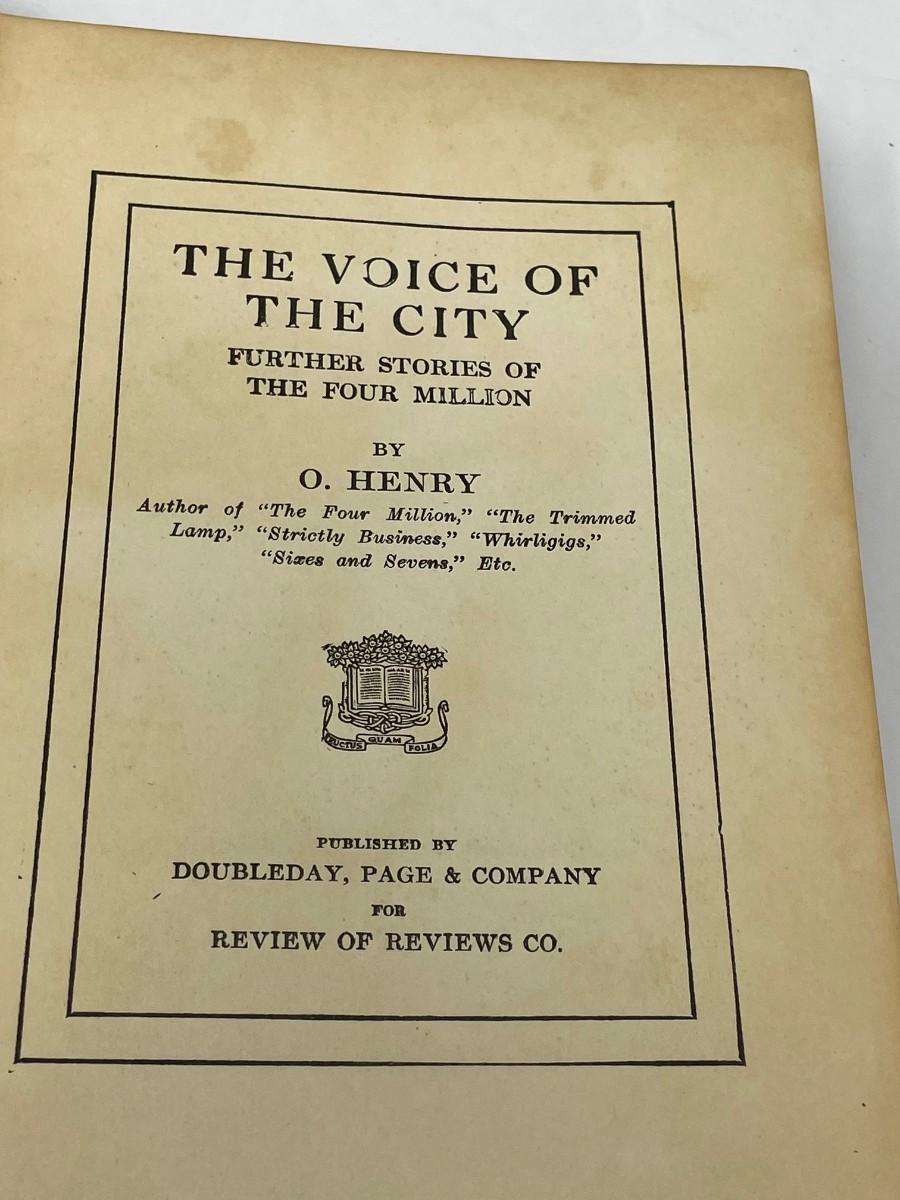 THE VOICE OF
THE CITY
FURTHER STORIES OF
THE FOUR MILLION
BY
O. HENRY
Author of “The Four Million,” “The Trimmed
Lamp,” “Strictly Business,” “Whirligigs,”
“Sixes and Sevens,” Etc.
FRUCTUS QUAM FOLIA
PUBLISHED BY
DOUBLEDAY, PAGE & COMPANY
FOR
REVIEW OF REVIEWS CO.